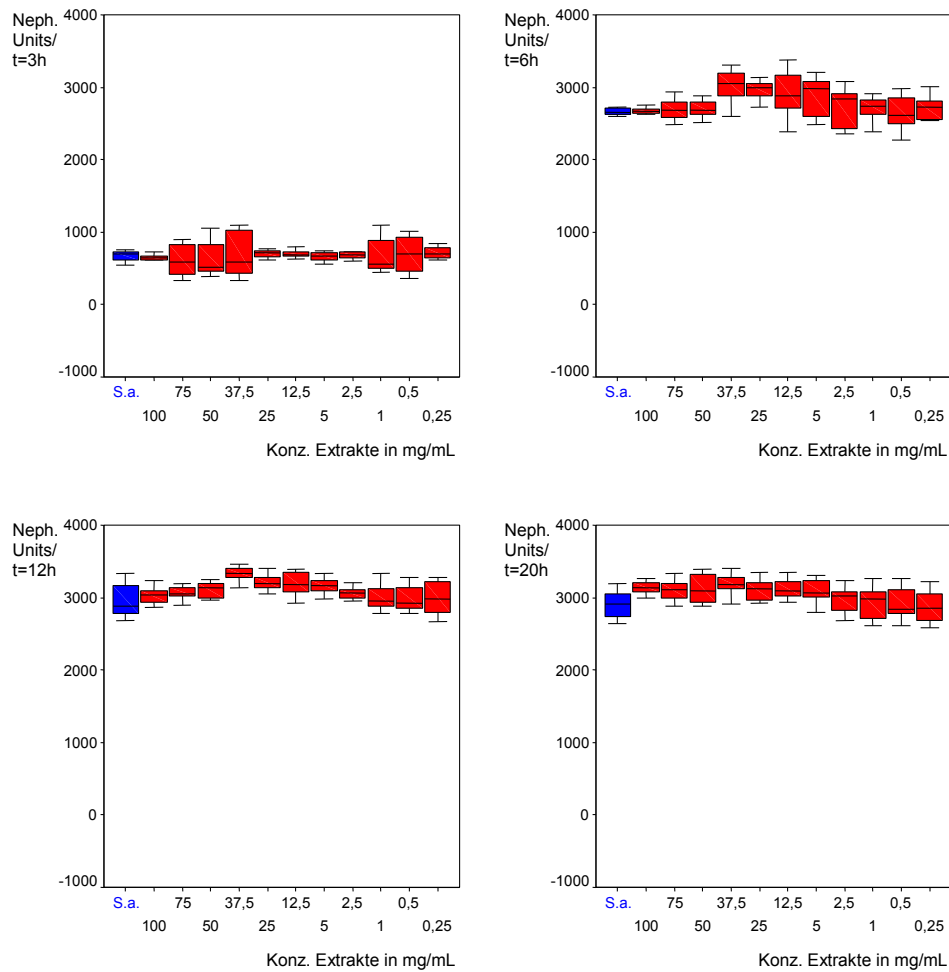 Neph.
Units/
t=3h
4000
3000
2000
1000
0
-1000
S.a. 75 37,5 12,5 2,5 0,5
100 50 25 5 1 0,25
Konz. Extrakte in mg/mL
Neph.
Units/
t=6h
4000
3000
2000
1000
0
-1000
S.a. 75 37,5 12,5 2,5 0,5
100 50 25 5 1 0,25
Konz. Extrakte in mg/mL
Neph.
Units/
t=12h
4000
3000
2000
1000
0
-1000
S.a. 75 37,5 12,5 2,5 0,5
100 50 25 5 1 0,25
Konz. Extrakte in mg/mL
Neph.
Units/
t=20h
4000
3000
2000
1000
0
-1000
S.a. 75 37,5 12,5 2,5 0,5
100 50 25 5 1 0,25
Konz. Extrakte in mg/mL